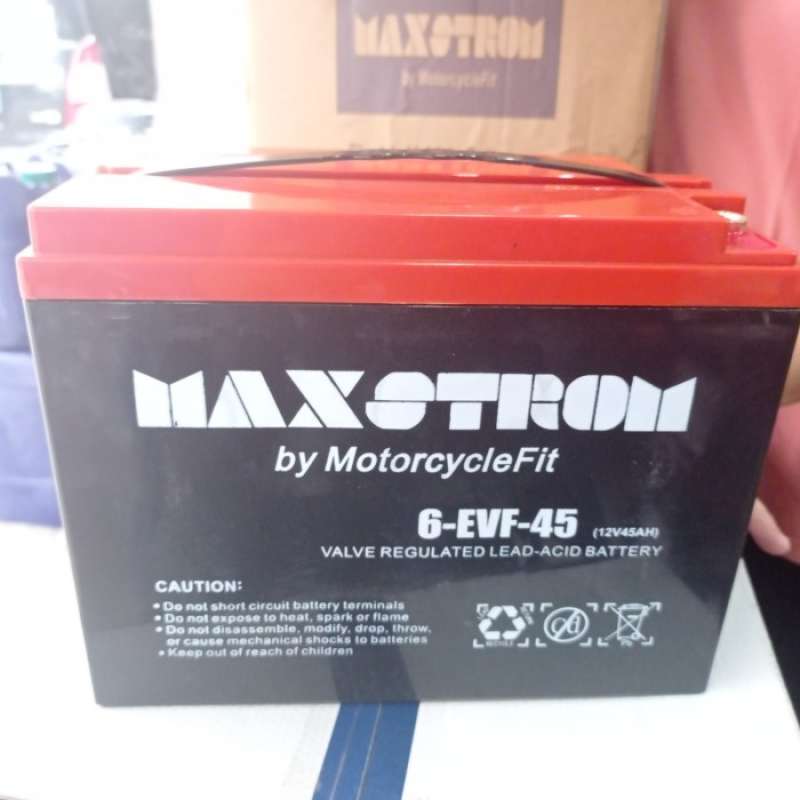 MAXSTROM
by MotorcycleFit
MAXSTROM
by MotorcycleFit
6-EVF-45 (12V45AH)
VALVE REGULATED LEAD-ACID BATTERY
CAUTION:
• Do not short circuit battery terminals
• Do not expose to heat, spark or flame
• Do not disassemble, modify, drop, throw,
or cause mechanical shocks to batteries
• Keep out of reach of children
Pb